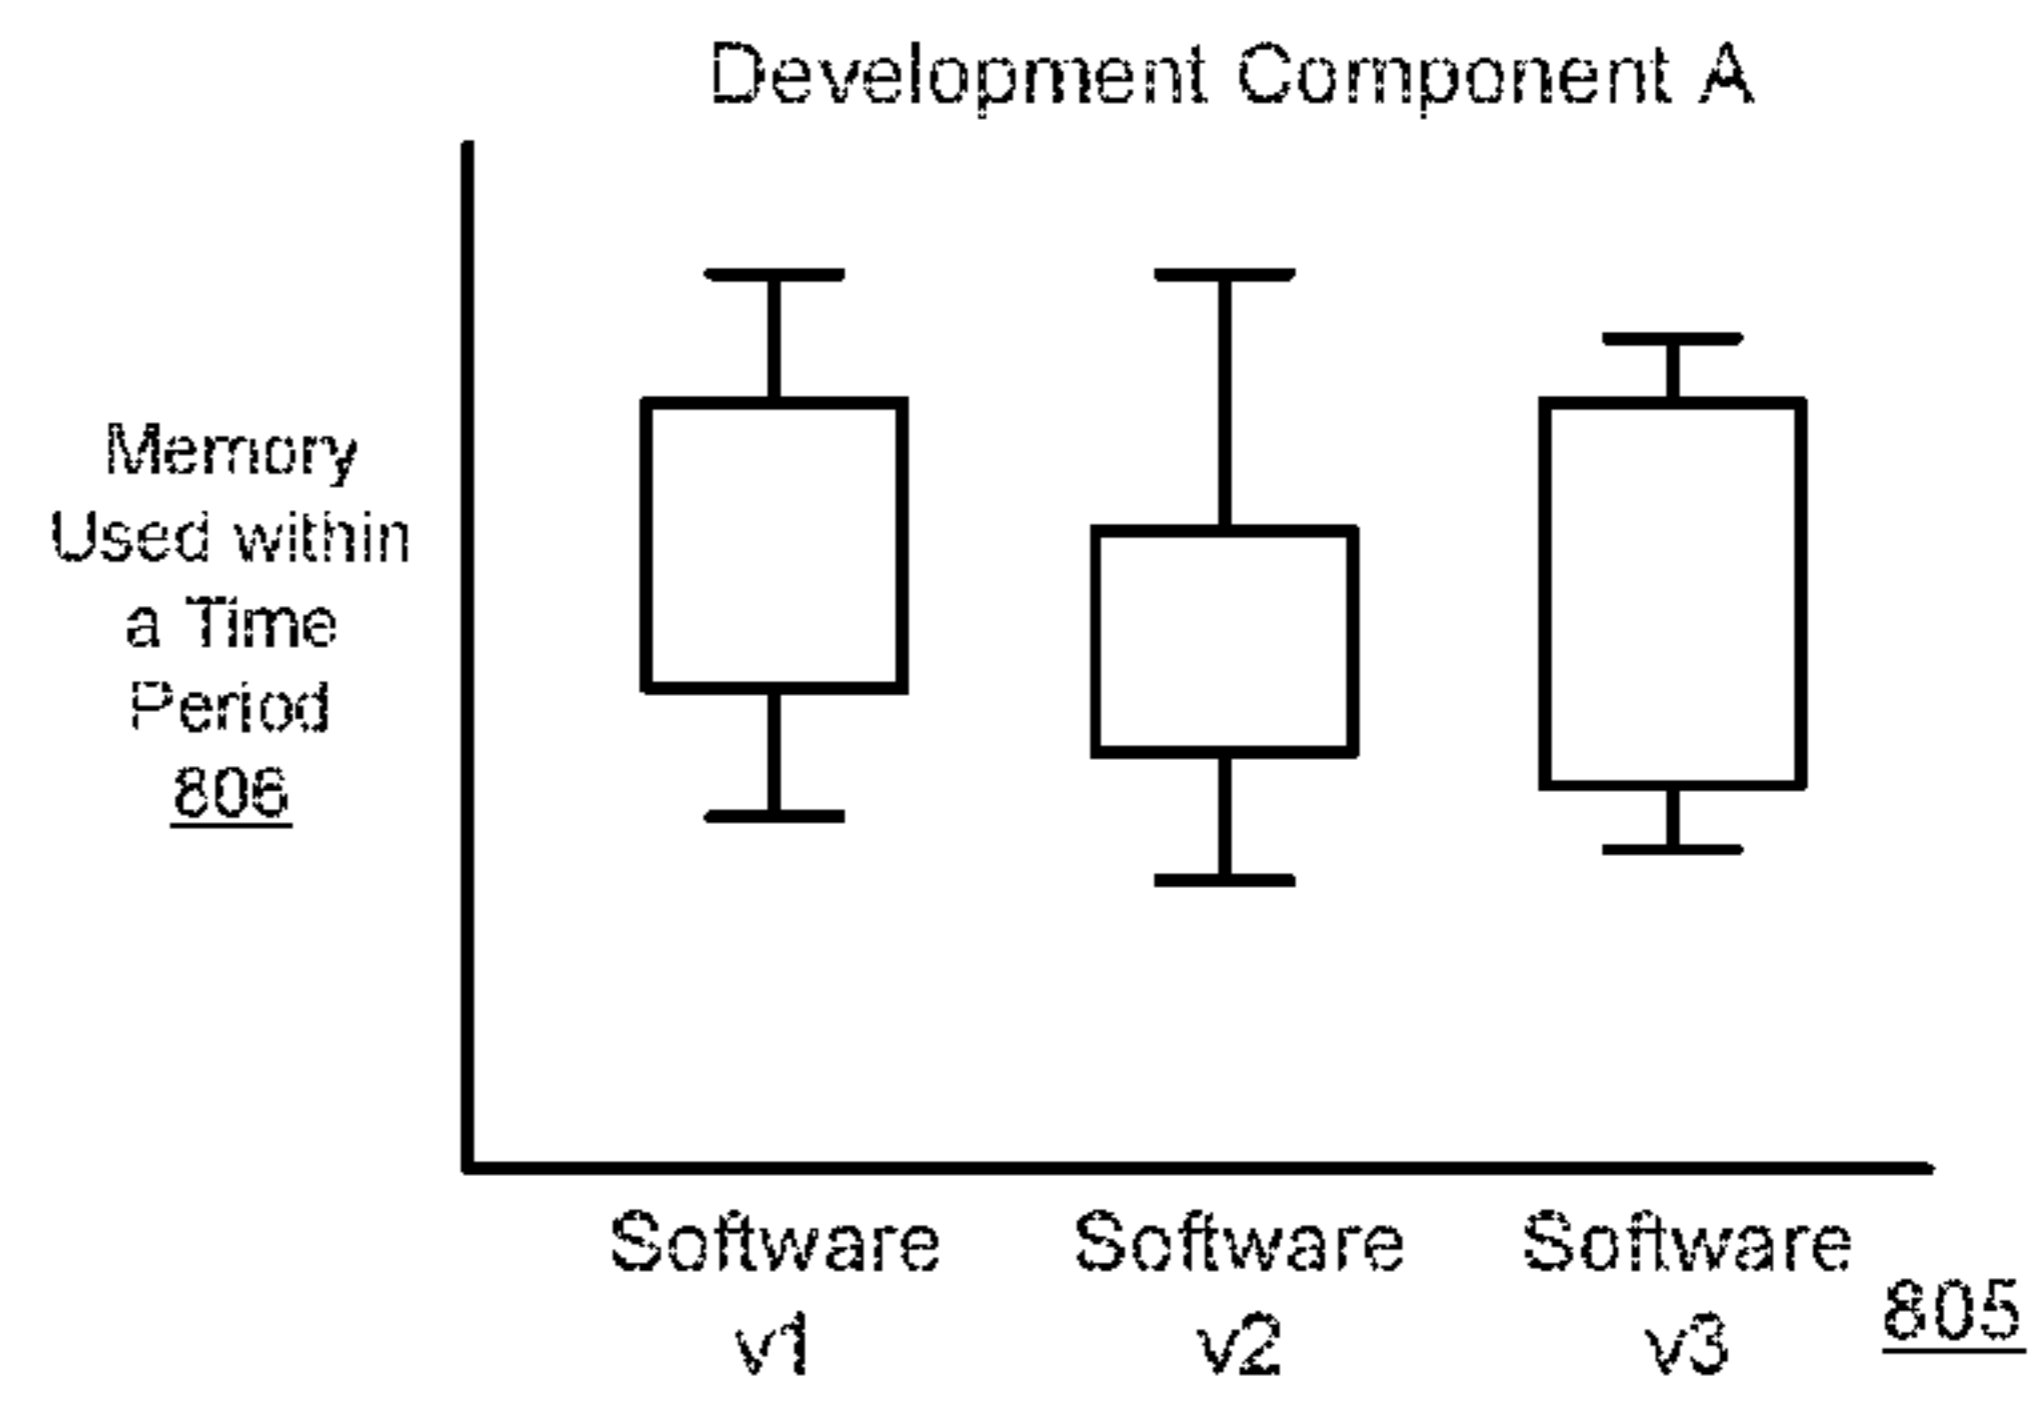 Development Component A
Memory
Used within
a Time
Period
806
Software
v1
Software
v2
Software
v3
805